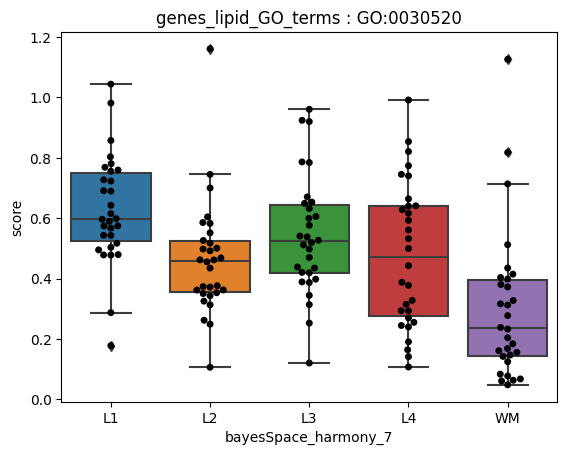 genes_lipid_GO_terms : GO:0030520
1.2
1.0
0.8
0.6
0.4
0.2
0.0
score
L1 L2 L3 L4 WM
bayesSpace_harmony_7